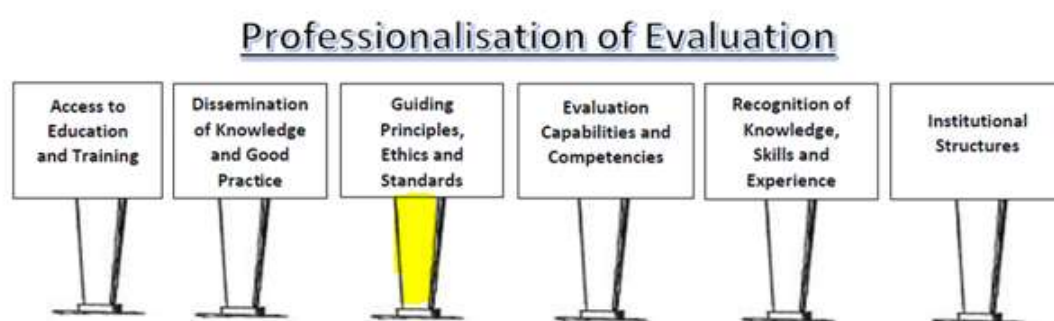 Professionalisation of Evaluation
Access to
Education
and Training
Dissemination
of Knowledge
and Good
Practice
Guiding
Principles,
Ethics and
Standards
Evaluation
Capabilities and
Competencies
Recognition of
Knowledge,
Skills and
Experience
Institutional
Structures